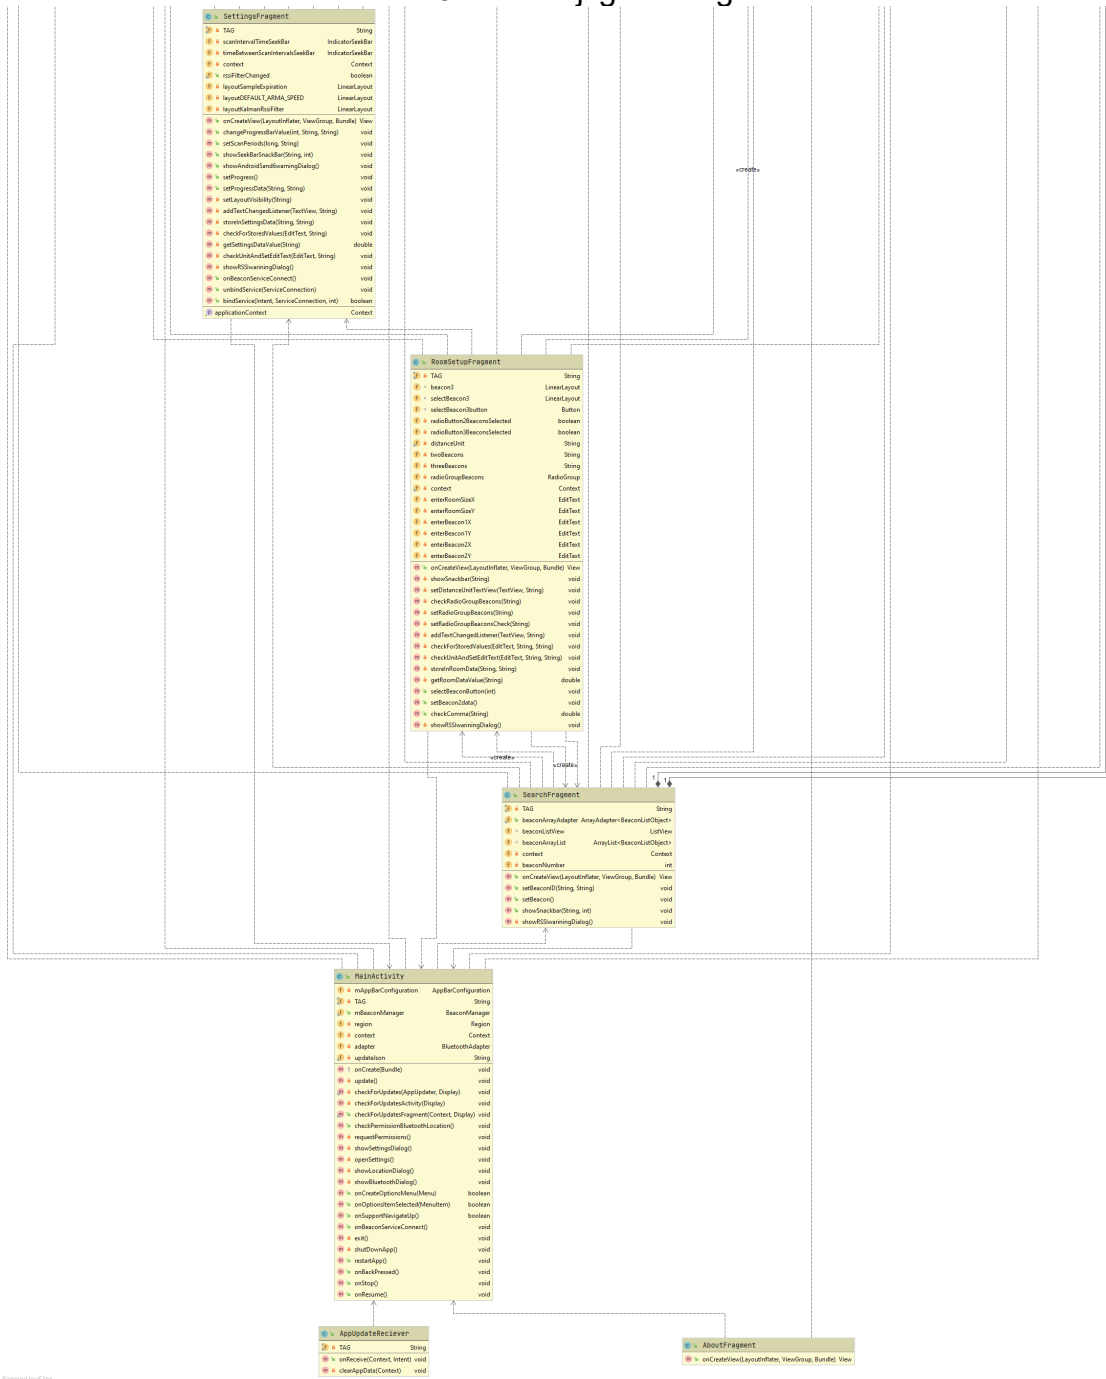 SettingsFragment
TAG String
scanIntervalTimeSeekBar IndicatorSeekBar
timeBetweenScanIntervalsSeekBar IndicatorSeekBar
context Context
rssiFilterChanged boolean
layoutSampleExpiration LinearLayout
layoutDEFAULT_ARMA_SPEED LinearLayout
layoutKalmanRssiFilter LinearLayout
onCreateView(LayoutInflater, ViewGroup, Bundle) View
changeProgressBarValue(int, String, String) void
setScanPeriods(long, String) void
showSeekBarSnackBar(String, int) void
showAndroid5and6warningDialog() void
setProgress() void
setProgressData(String, String) void
setLayoutVisibility(String) void
addTextChangedListener(TextView, String) void
storeInSettingsData(String, String) void
checkForStoredValues(EditText, String) void
getSettingsDataValue(String) double
checkUnitAndSetEditText(EditText, String) void
showRSSIwariningDialog() void
onBeaconServiceConnect() void
unbindService(ServiceConnection) void
bindService(Intent, ServiceConnection, int) boolean
applicationContext Context
«create»
RoomSetupFragment
TAG String
beacon3 LinearLayout
selectBeacon3 LinearLayout
selectBeacon3button Button
radioButton2BeaconsSelected boolean
radioButton3BeaconsSelected boolean
distanceUnit String
twoBeacons String
threeBeacons String
radioGroupBeacons RadioGroup
context Context
enterRoomSizeX EditText
enterRoomSizeY EditText
enterBeacon1X EditText
enterBeacon1Y EditText
enterBeacon2X EditText
enterBeacon2Y EditText
onCreateView(LayoutInflater, ViewGroup, Bundle) View
showSnackbar(String) void
setDistanceUnitTextView(TextView, String) void
checkRadioGroupBeacons(String) void
setRadioGroupBeacons(String) void
setRadioGroupBeaconsCheck(String) void
addTextChangedListener(TextView, String) void
checkForStoredValues(EditText, String, String) void
checkUnitAndSetEditText(EditText, String, String) void
storeInRoomData(String, String) void
getRoomDataValue(String) double
selectBeaconButton(int) void
setBeacon2data() void
checkComma(String) double
showRSSIwariningDialog() void
«create»
«create»
1 1
SearchFragment
TAG String
beaconArrayAdapter ArrayAdapter<BeaconListObject>
beaconListView ListView
beaconArrayList ArrayList<BeaconListObject>
context Context
beaconNumber int
onCreateView(LayoutInflater, ViewGroup, Bundle) View
setBeaconID(String, String) void
setBeacon() void
showSnackbar(String, int) void
showRSSIwariningDialog() void
MainActivity
mAppBarConfiguration AppBarConfiguration
TAG String
mBeaconManager BeaconManager
region Region
context Context
adapter BluetoothAdapter
updateJson String
onCreate(Bundle) void
update() void
checkForUpdates(AppUpdater, Display) void
checkForUpdatesActivity(Display) void
checkForUpdatesFragment(Context, Display) void
checkPermissionBluetoothLocation() void
requestPermissions() void
showSettingsDialog() void
openSettings() void
showLocationDialog() void
showBluetoothDialog() void
onCreateOptionsMenu(Menu) boolean
onOptionsItemSelected(MenuItem) boolean
onSupportNavigateUp() boolean
onBeaconServiceConnect() void
exit() void
shutDownApp() void
restartApp() void
onBackPressed() void
onStop() void
onResume() void
AppUpdateReciever
TAG String
onReceive(Context, Intent) void
clearAppData(Context) void
AboutFragment
onCreateView(LayoutInflater, ViewGroup, Bundle) View